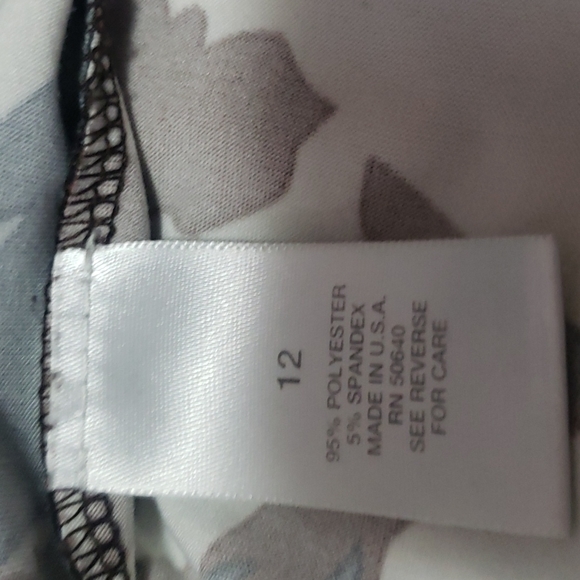 12
95% POLYESTER
5% SPANDEX
MADE IN U.S.A.
RN 50640
SEE REVERSE
FOR CARE